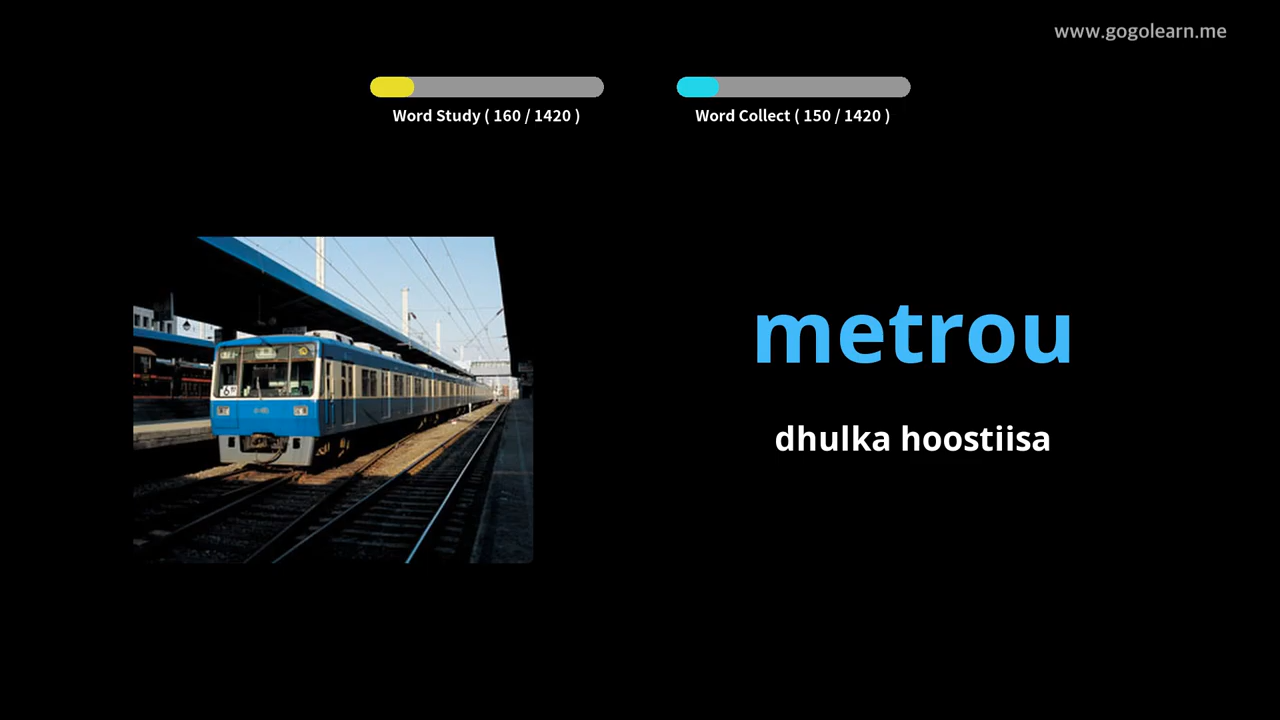 www.gogolearn.me
Word Study ( 160 / 1420 )
Word Collect ( 150 / 1420 )
metrou
dhulka hoostiisa